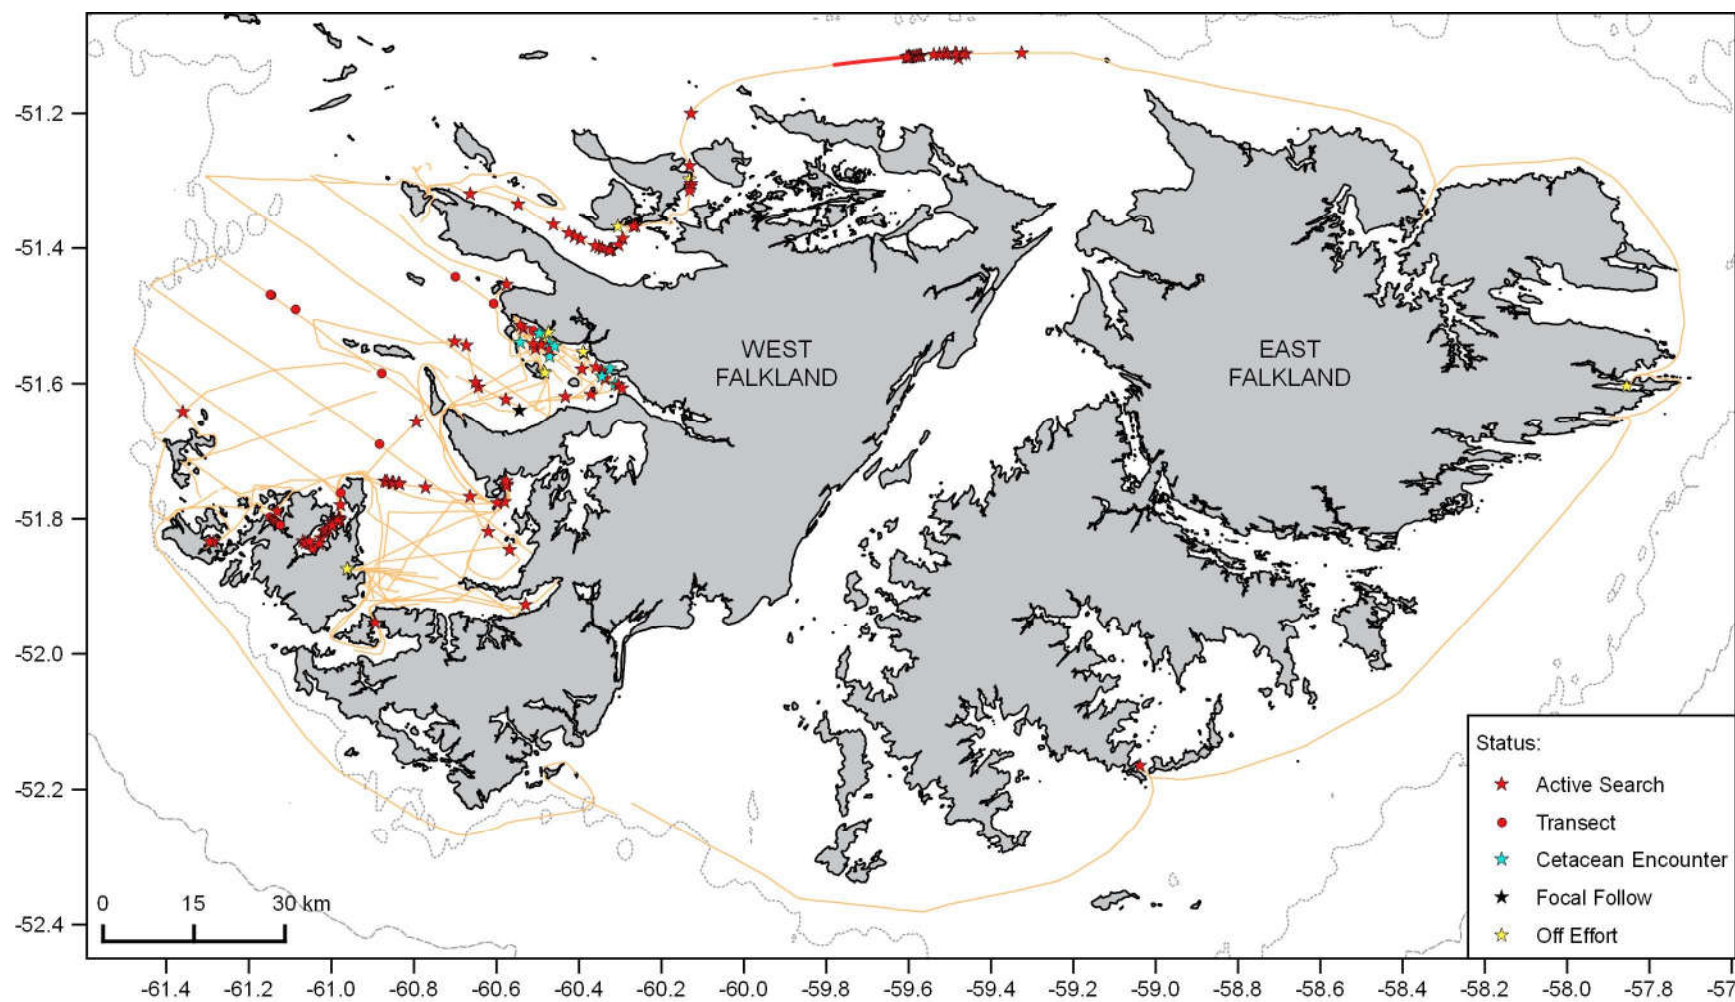 -51.2
-51.4
-51.6
-51.8
-52.0
-52.2
-52.4
WEST
FALKLAND
EAST
FALKLAND
0 15 30 km
Status:
Active Search
Transect
Cetacean Encounter
Focal Follow
Off Effort
-61.4 -61.2 -61.0 -60.8 -60.6 -60.4 -60.2 -60.0 -59.8 -59.6 -59.4 -59.2 -59.0 -58.8 -58.6 -58.4 -58.2 -58.0 -57.8 -57